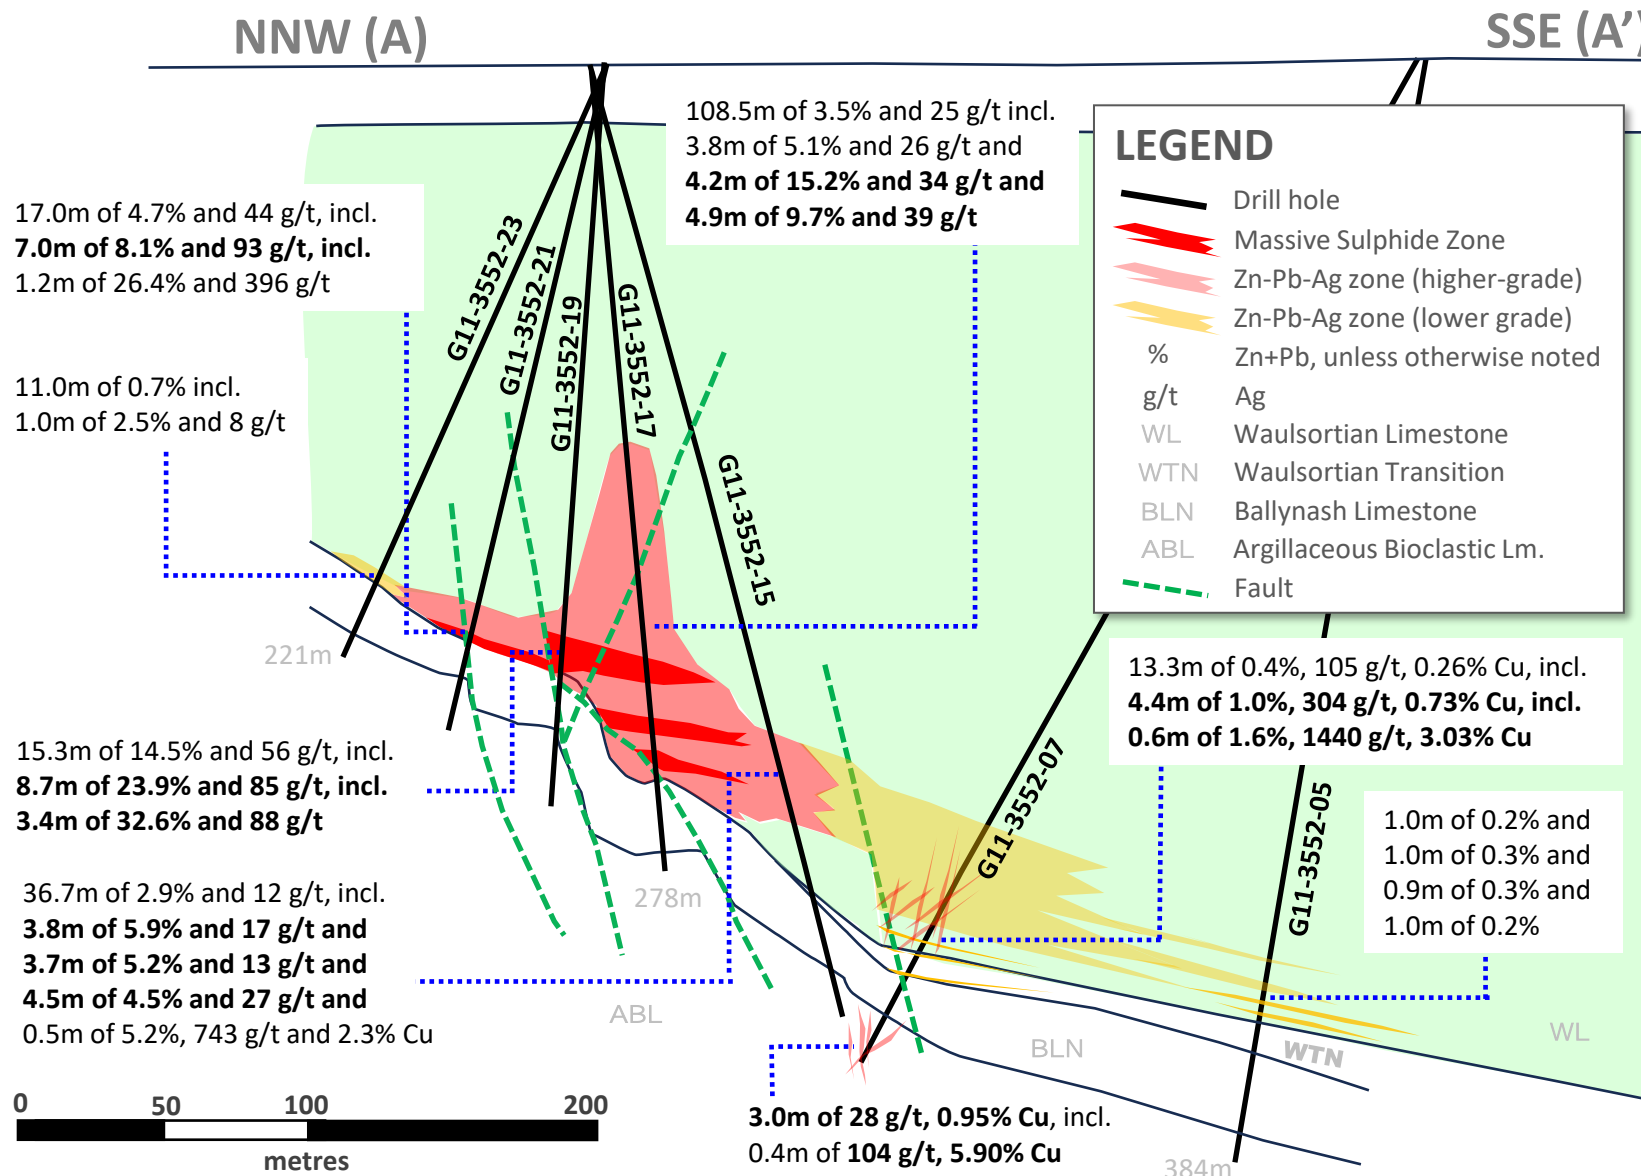 NNW (A)
SSE (A’)
108.5m of 3.5% and 25 g/t incl.
3.8m of 5.1% and 26 g/t and
4.2m of 15.2% and 34 g/t and
4.9m of 9.7% and 39 g/t
LEGEND
Drill hole
Massive Sulphide Zone
Zn-Pb-Ag zone (higher-grade)
Zn-Pb-Ag zone (lower grade)
% Zn+Pb, unless otherwise noted
g/t Ag
WL Waulsortian Limestone
WTN Waulsortian Transition
BLN Ballynash Limestone
ABL Argillaceous Bioclastic Lm.
Fault
17.0m of 4.7% and 44 g/t, incl.
7.0m of 8.1% and 93 g/t, incl.
1.2m of 26.4% and 396 g/t
11.0m of 0.7% incl.
1.0m of 2.5% and 8 g/t
G11-3552-23
G11-3552-21
G11-3552-19
G11-3552-17
G11-3552-15
G11-3552-07
G11-3552-05
221m
278m
384m
13.3m of 0.4%, 105 g/t, 0.26% Cu, incl.
4.4m of 1.0%, 304 g/t, 0.73% Cu, incl.
0.6m of 1.6%, 1440 g/t, 3.03% Cu
15.3m of 14.5% and 56 g/t, incl.
8.7m of 23.9% and 85 g/t, incl.
3.4m of 32.6% and 88 g/t
1.0m of 0.2% and
1.0m of 0.3% and
0.9m of 0.3% and
1.0m of 0.2%
36.7m of 2.9% and 12 g/t, incl.
3.8m of 5.9% and 17 g/t and
3.7m of 5.2% and 13 g/t and
4.5m of 4.5% and 27 g/t and
0.5m of 5.2%, 743 g/t and 2.3% Cu
ABL
BLN
WTN
WL
3.0m of 28 g/t, 0.95% Cu, incl.
0.4m of 104 g/t, 5.90% Cu
0 50 100 200
metres